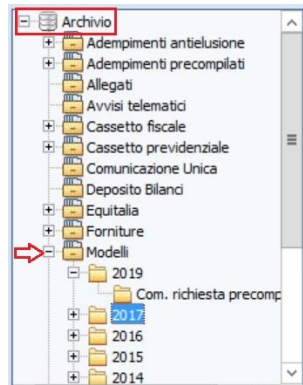 Archivio
Adempimenti antielusione
Adempimenti precompilati
Allegati
Avvisi telematici
Cassetto fiscale
Cassetto previdenziale
Comunicazione Unica
Deposito Bilanci
Equitalia
Forniture
Modelli
2019
Com. richiesta precomp
2017
2016
2015
2014